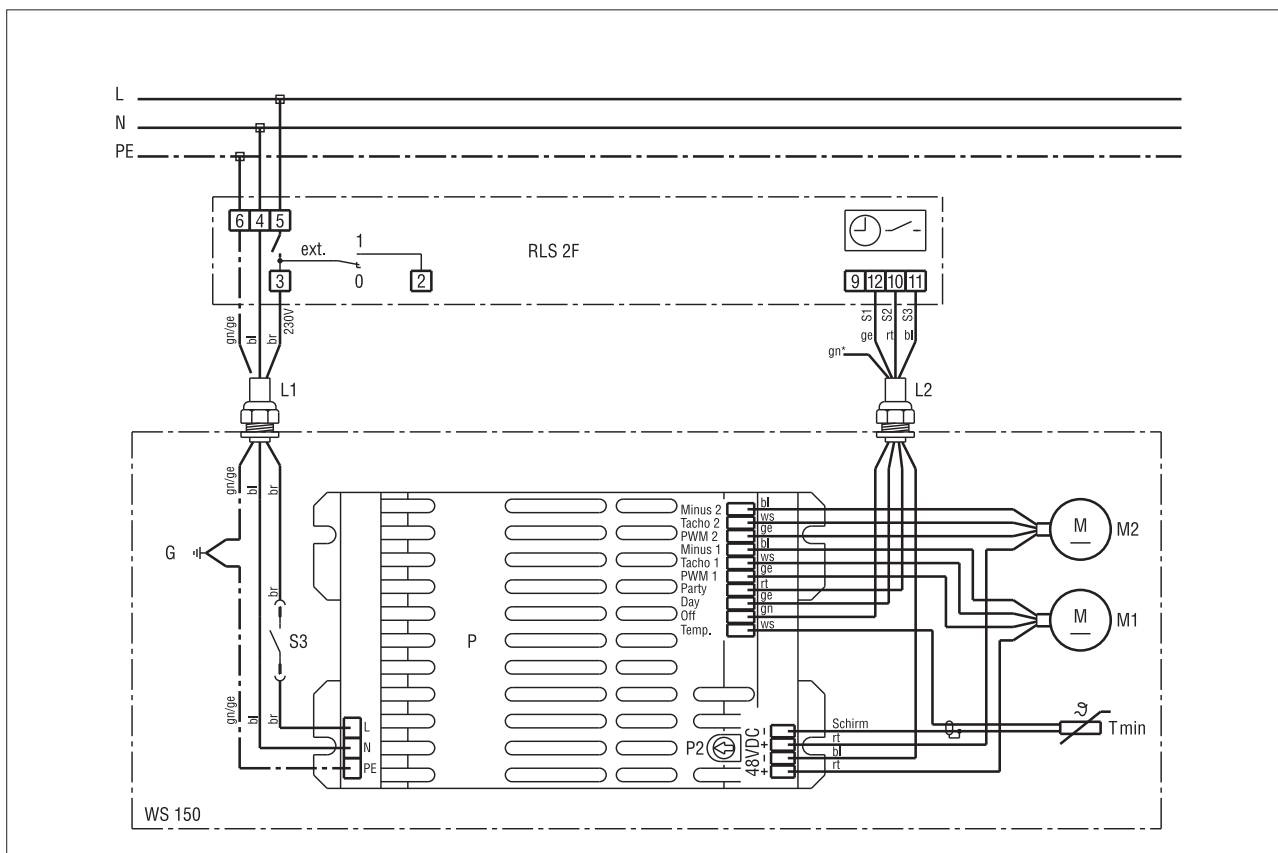 L
N
PE
6 4 5
ext.
1
0
3
2
RLS 2F
9 12 10 11
gn/ge
bl
br
230V
S1
S2
S3
ge
rt
bl
gn*
L1
L2
gn/ge
bl
br
G
br
S3
gn/ge
bl
br
L
N
PE
P
Minus 2
Tacho 2
PWM 2
Minus 1
Tacho 1
PWM 1
Party
Day
Off
Temp.
bl
ws
ge
bl
ws
ge
rt
ge
gn
ws
M
M2
M
M1
P2
48VDC
-
+
-
+
Schirm
rt
bl
rt
ϑ
Tmin
WS 150